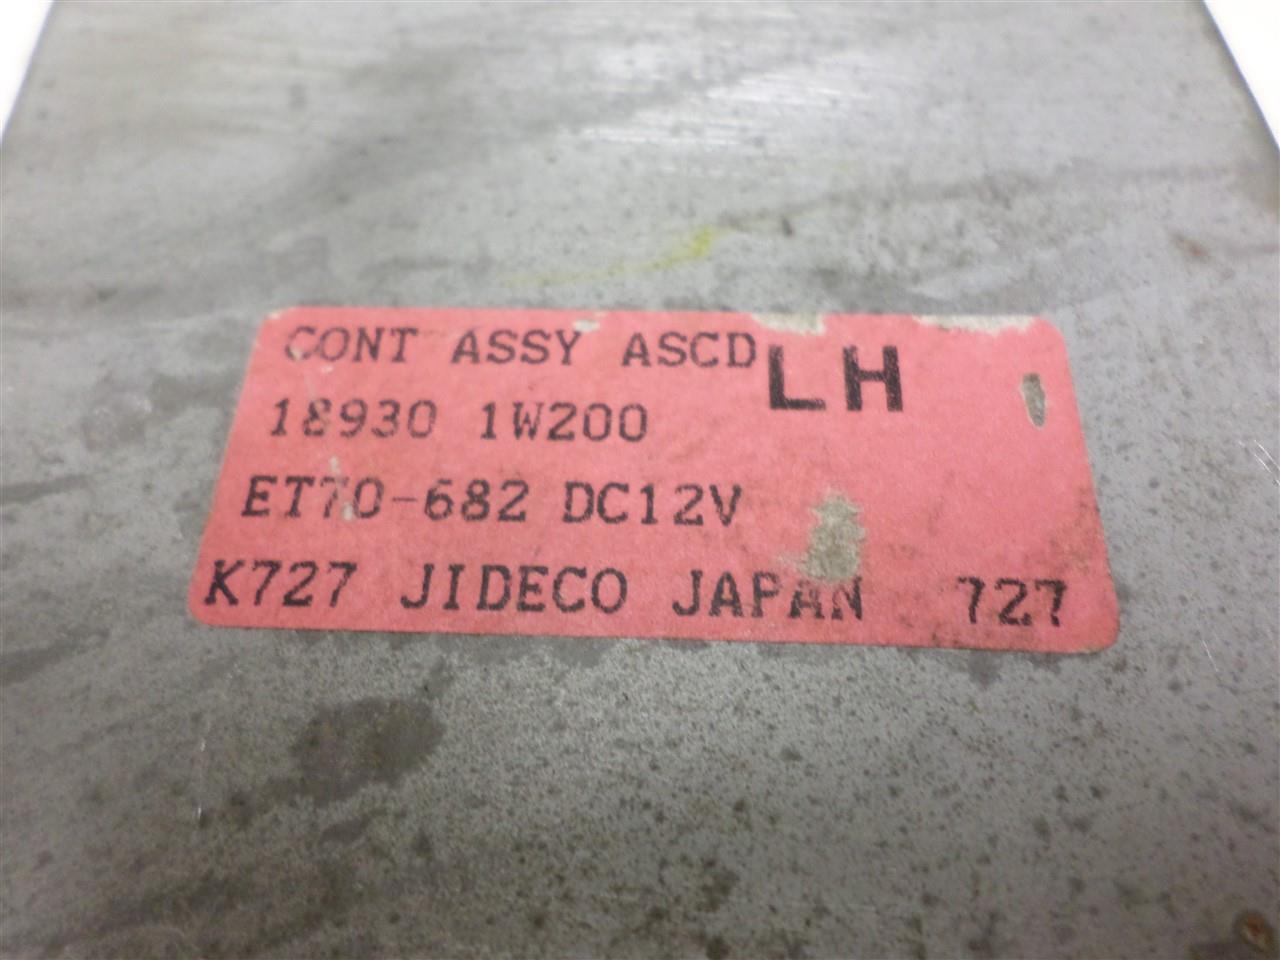 CONT ASSY ASCD LH
18930 1W200
ET70-682 DC12V
K727 JIDECO JAPAN 727